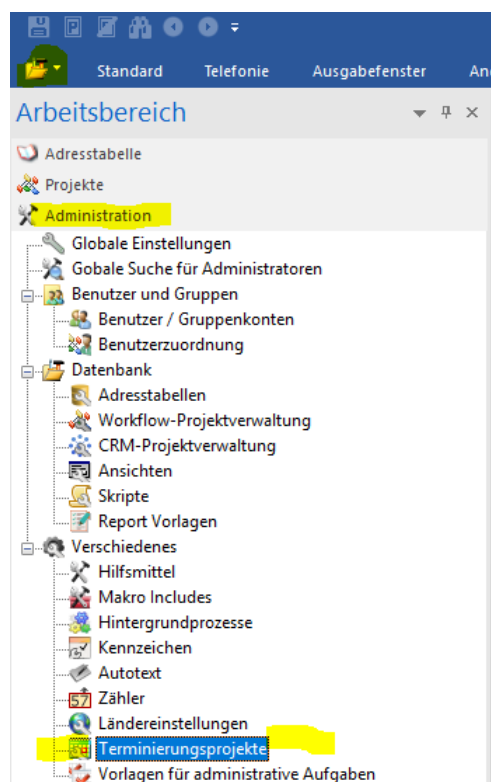 Standard Telefonie Ausgabefenster An
Arbeitsbereich
Adresstabelle
Projekte
Administration
Globale Einstellungen
Gobale Suche für Administratoren
Benutzer und Gruppen
Benutzer / Gruppenkonten
Benutzerzuordnung
Datenbank
Adresstabellen
Workflow-Projektverwaltung
CRM-Projektverwaltung
Ansichten
Skripte
Report Vorlagen
Verschiedenes
Hilfsmittel
Makro Includes
Hintergrundprozesse
Kennzeichen
Autotext
Zähler
Ländereinstellungen
Terminierungsprojekte
Vorlagen für administrative Aufgaben